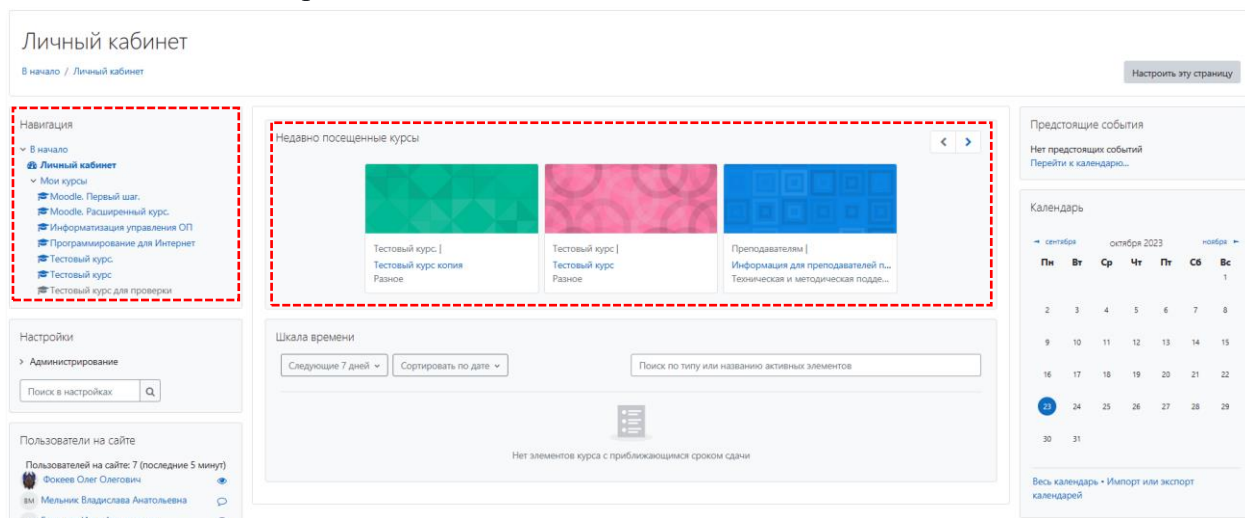 Личный кабинет
В начало / Личный кабинет
Настроить эту страницу
Навигация
В начало
Личный кабинет
Мои курсы
Moodle. Первый шаг.
Moodle. Расширенный курс.
Информатизация управления ОП
Программирование для Интернет
Тестовый курс.
Тестовый курс
Тестовый курс для проверки
Настройки
Администрирование
Поиск в настройках
Пользователи на сайте
Пользователей на сайте: 7 (последние 5 минут)
Фокеев Олег Олегович
ВМ Мельник Владислава Анатольевна
Недавно посещенные курсы
Тестовый курс. |
Тестовый курс копия
Разное
Тестовый курс |
Тестовый курс
Разное
Преподавателям |
Информация для преподавателей п...
Техническая и методическая подде...
Шкала времени
Следующие 7 дней
Сортировать по дате
Поиск по типу или названию активных элементов
Нет элементов курса с приближающимся сроком сдачи
Предстоящие события
Нет предстоящих событий
Перейти к календарю...
Календарь
сентября октября 2023 ноября
Пн Вт Ср Чт Пт Сб Вс
1
2 3 4 5 6 7 8
9 10 11 12 13 14 15
16 17 18 19 20 21 22
23 24 25 26 27 28 29
30 31
Весь календарь • Импорт или экспорт
календарей